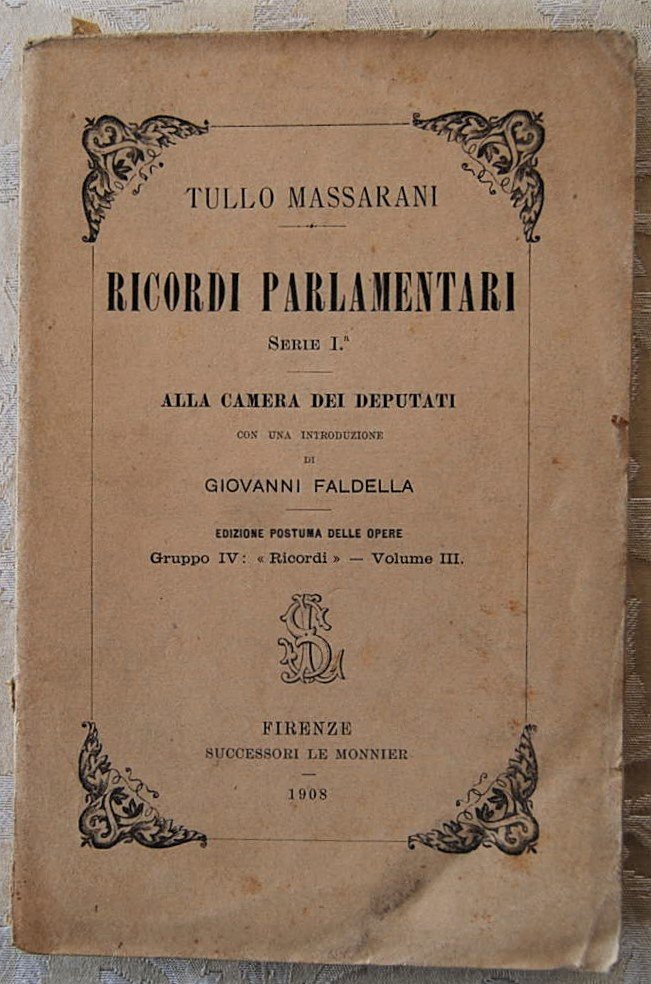 TULLO MASSARANI
RICORDI PARLAMENTARI
SERIE I.ª
ALLA CAMERA DEI DEPUTATI
CON UNA INTRODUZIONE
DI
GIOVANNI FALDELLA
EDIZIONE POSTUMA DELLE OPERE
Gruppo IV: « Ricordi » — Volume III.
FIRENZE
SUCCESSORI LE MONNIER
1908